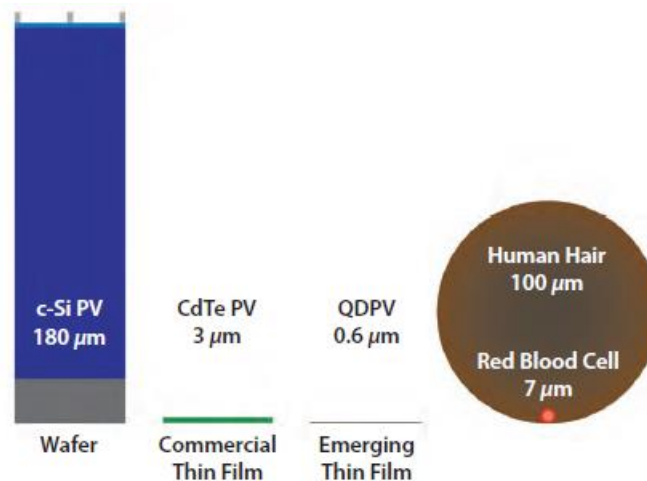 c-Si PV
180 μm
CdTe PV
3 μm
QDPV
0.6 μm
Human Hair
100 μm
Red Blood Cell
7 μm
Wafer
Commercial
Thin Film
Emerging
Thin Film